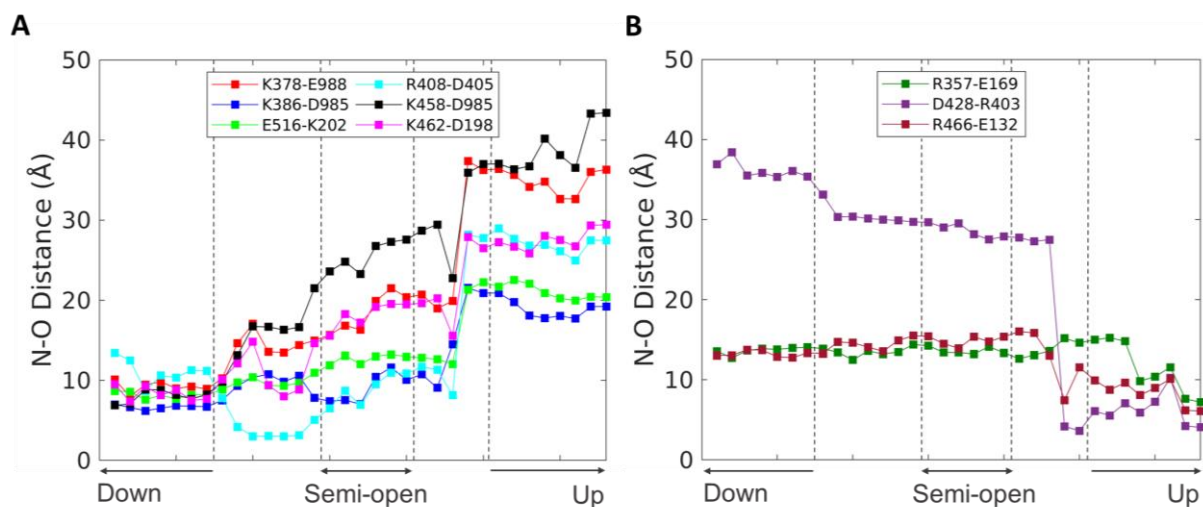 A
N-O Distance (Å)
50
40
30
20
10
0
K378-E988 R408-D405
K386-D985 K458-D985
E516-K202 K462-D198
Down Semi-open Up
B
N-O Distance (Å)
50
40
30
20
10
0
R357-E169
D428-R403
R466-E132
Down Semi-open Up